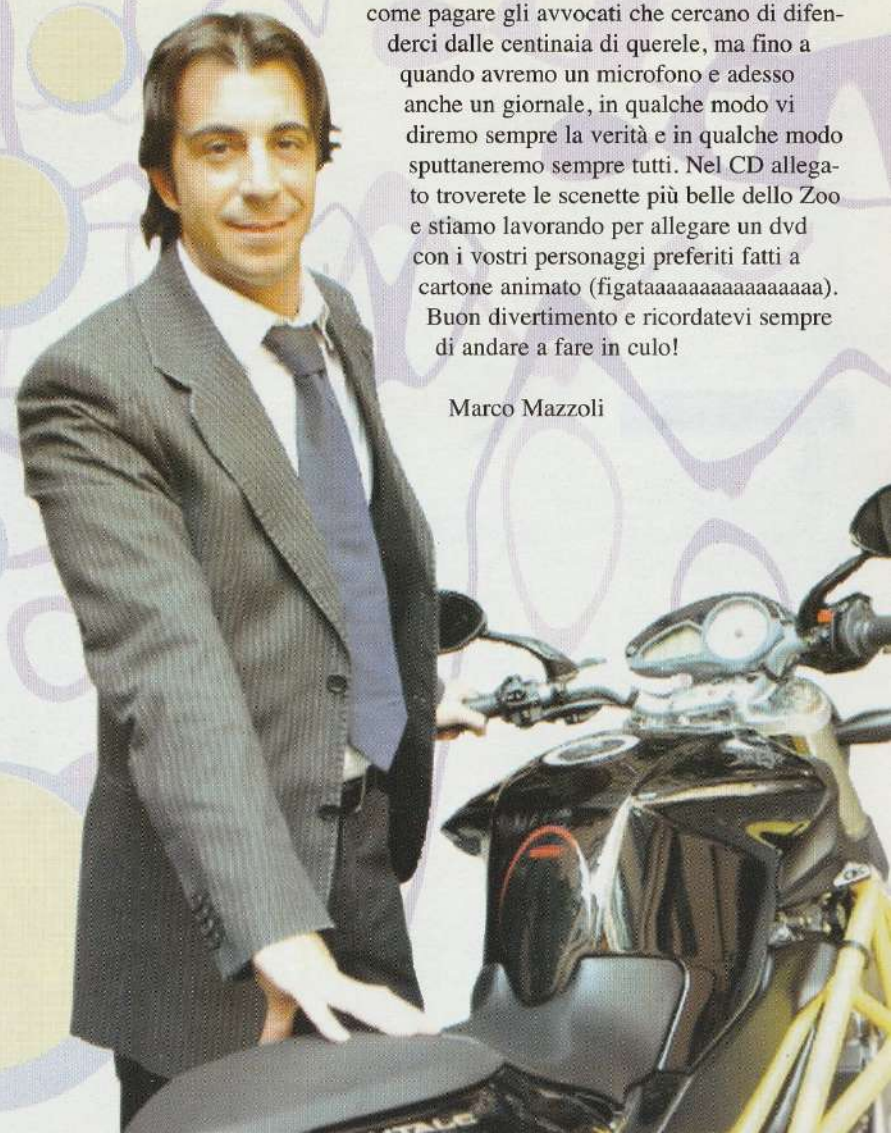 come pagare gli avvocati che cercano di difen-
derci dalle centinaia di querele, ma fino a
quando avremo un microfono e adesso
anche un giornale, in qualche modo vi
diremo sempre la verità e in qualche modo
sputtaneremo sempre tutti. Nel CD allega-
to troverete le scenette più belle dello Zoo
e stiamo lavorando per allegare un dvd
con i vostri personaggi preferiti fatti a
cartone animato (figataaaaaaaaaaaaaaaaa).
Buon divertimento e ricordatevi sempre
di andare a fare in culo!
Marco Mazzoli